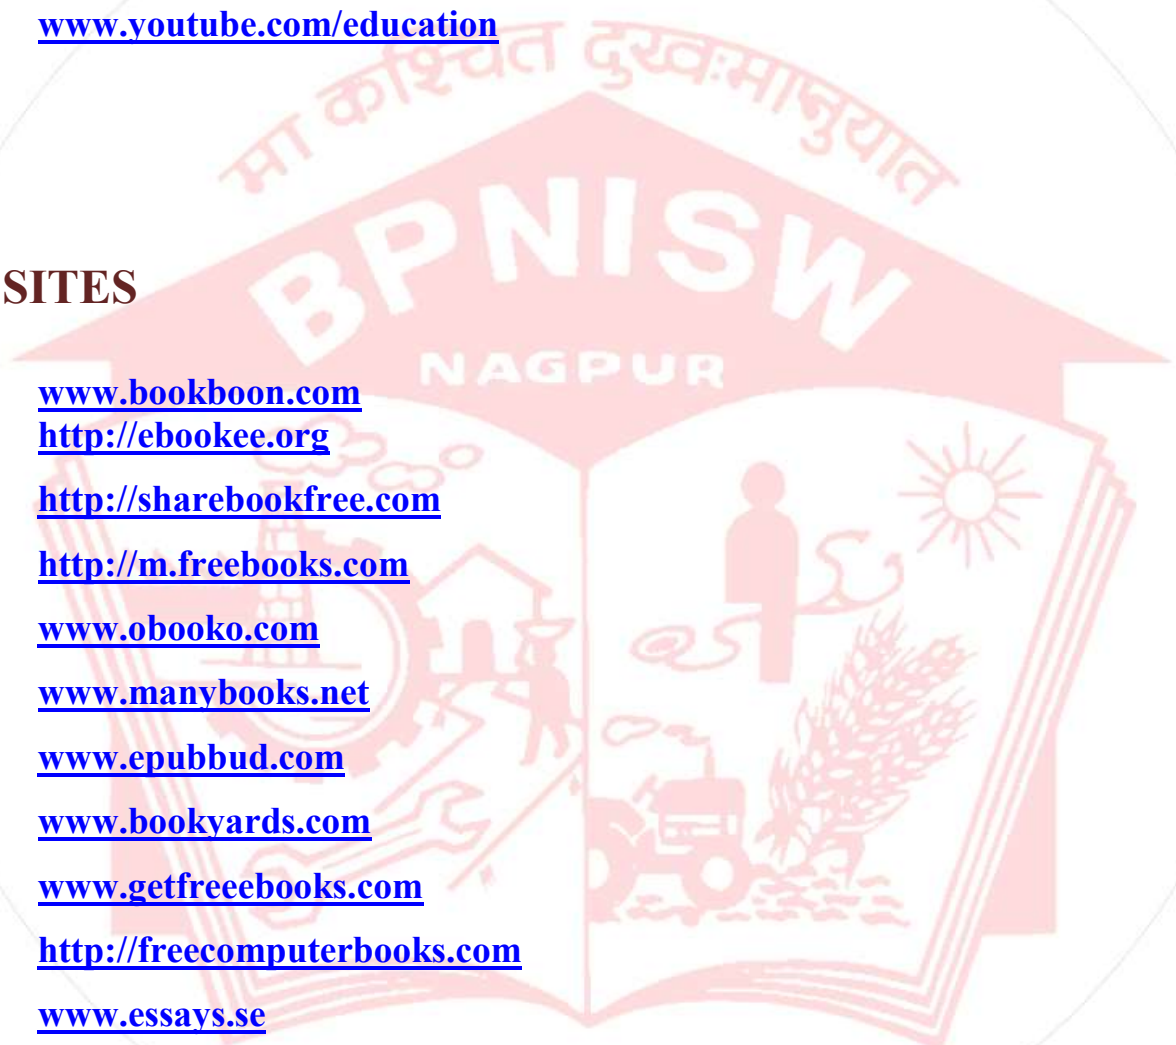 www.youtube.com/education
मा कश्चित दुखःमाप्नुयात
BPNISW
NAGPUR
SITES
www.bookboon.com
http://ebookee.org
http://sharebookfree.com
http://m.freebooks.com
www.obooko.com
www.manybooks.net
www.epubbud.com
www.bookyards.com
www.getfreeebooks.com
http://freecomputerbooks.com
www.essays.se